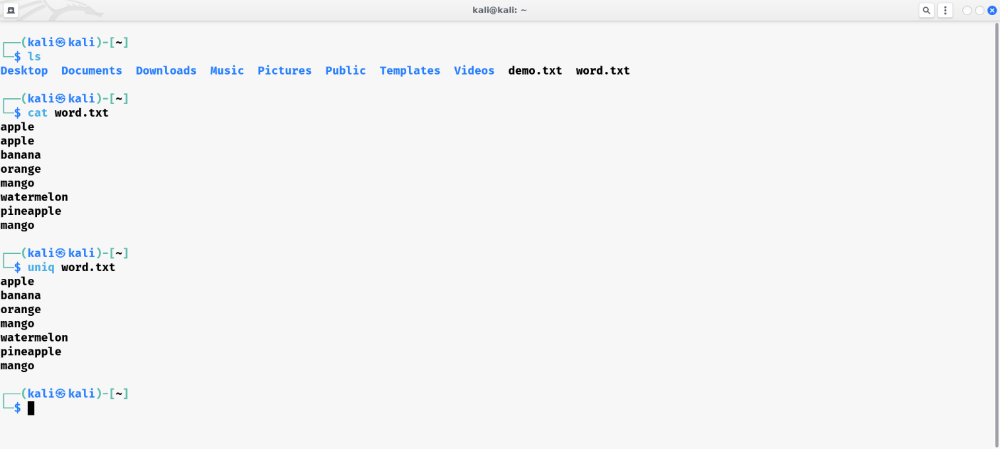 kali@kali: ~
┌──(kali㉿kali)-[~]
└─$ ls
Desktop  Documents  Downloads  Music  Pictures  Public  Templates  Videos  demo.txt  word.txt
┌──(kali㉿kali)-[~]
└─$ cat word.txt
apple
apple
banana
orange
mango
watermelon
pineapple
mango
┌──(kali㉿kali)-[~]
└─$ uniq word.txt
apple
banana
orange
mango
watermelon
pineapple
mango
┌──(kali㉿kali)-[~]
└─$